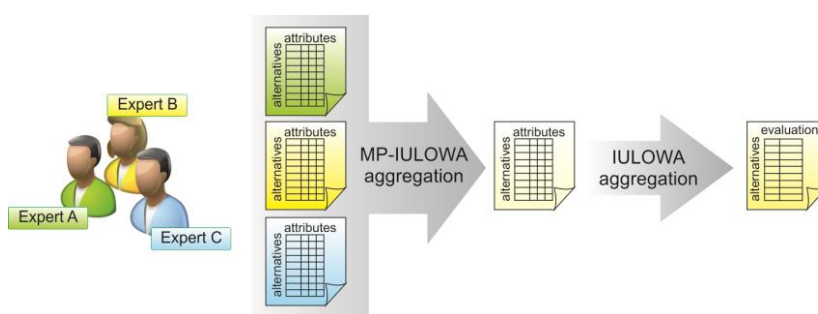 Expert B
Expert A
Expert C
attributes
alternatives
attributes
alternatives
attributes
alternatives
MP-IULOWA
aggregation
attributes
alternatives
IULOWA
aggregation
evaluation
alternatives